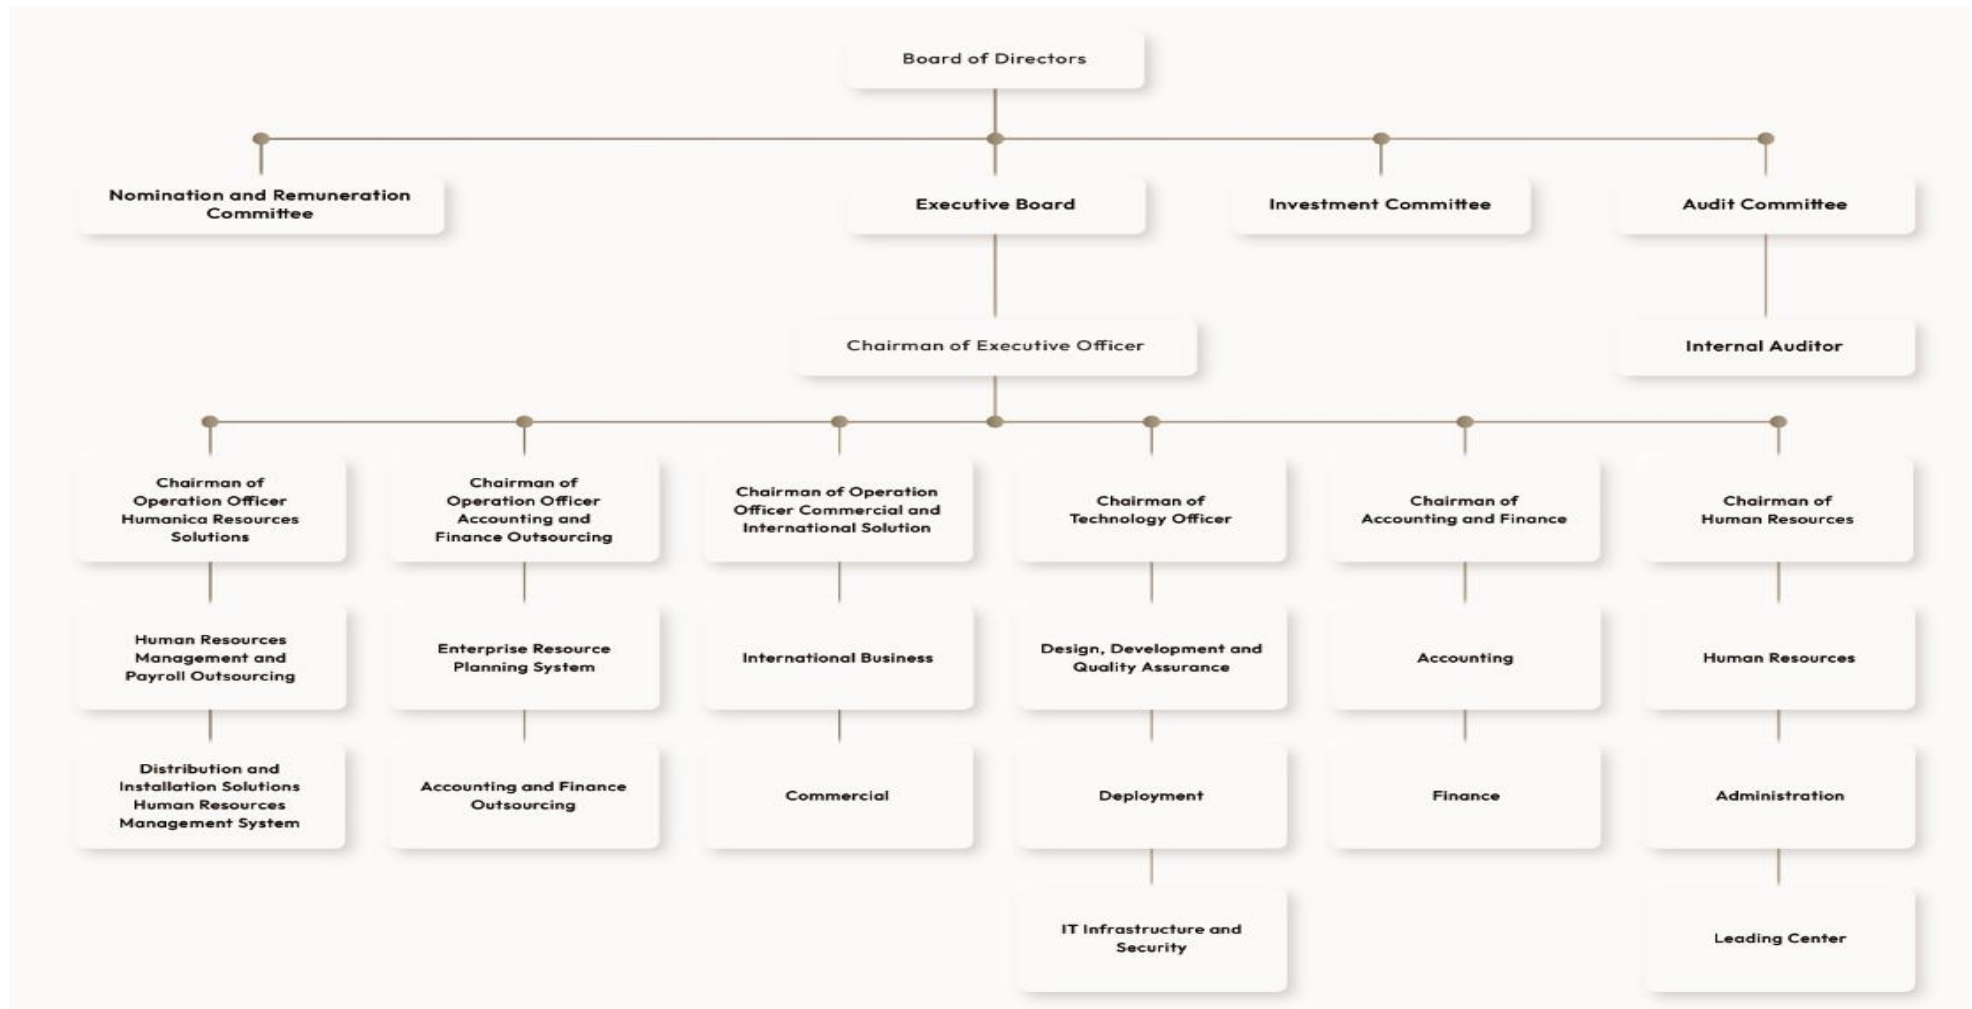 Board of Directors
Nomination and Remuneration
Committee
Executive Board
Investment Committee
Audit Committee
Chairman of Executive Officer
Internal Auditor
Chairman of
Operation Officer
Humanica Resources
Solutions
Chairman of
Operation Officer
Accounting and
Finance Outsourcing
Chairman of Operation
Officer Commercial and
International Solution
Chairman of
Technology Officer
Chairman of
Accounting and Finance
Chairman of
Human Resources
Human Resources
Management and
Payroll Outsourcing
Enterprise Resource
Planning System
International Business
Design, Development and
Quality Assurance
Accounting
Human Resources
Distribution and
Installation Solutions
Human Resources
Management System
Accounting and Finance
Outsourcing
Commercial
Deployment
Finance
Administration
IT Infrastructure and
Security
Leading Center